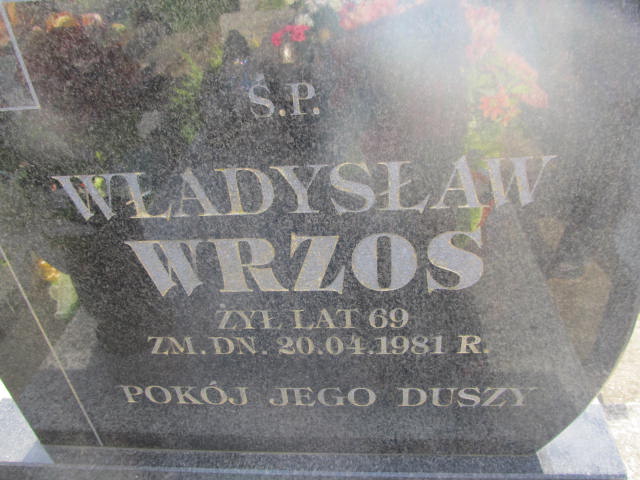 Ś.P.
WŁADYSŁAW
WRZOS
ŻYŁ LAT 69
ZM. DN. 20.04.1981 R.
POKÓJ JEGO DUSZY